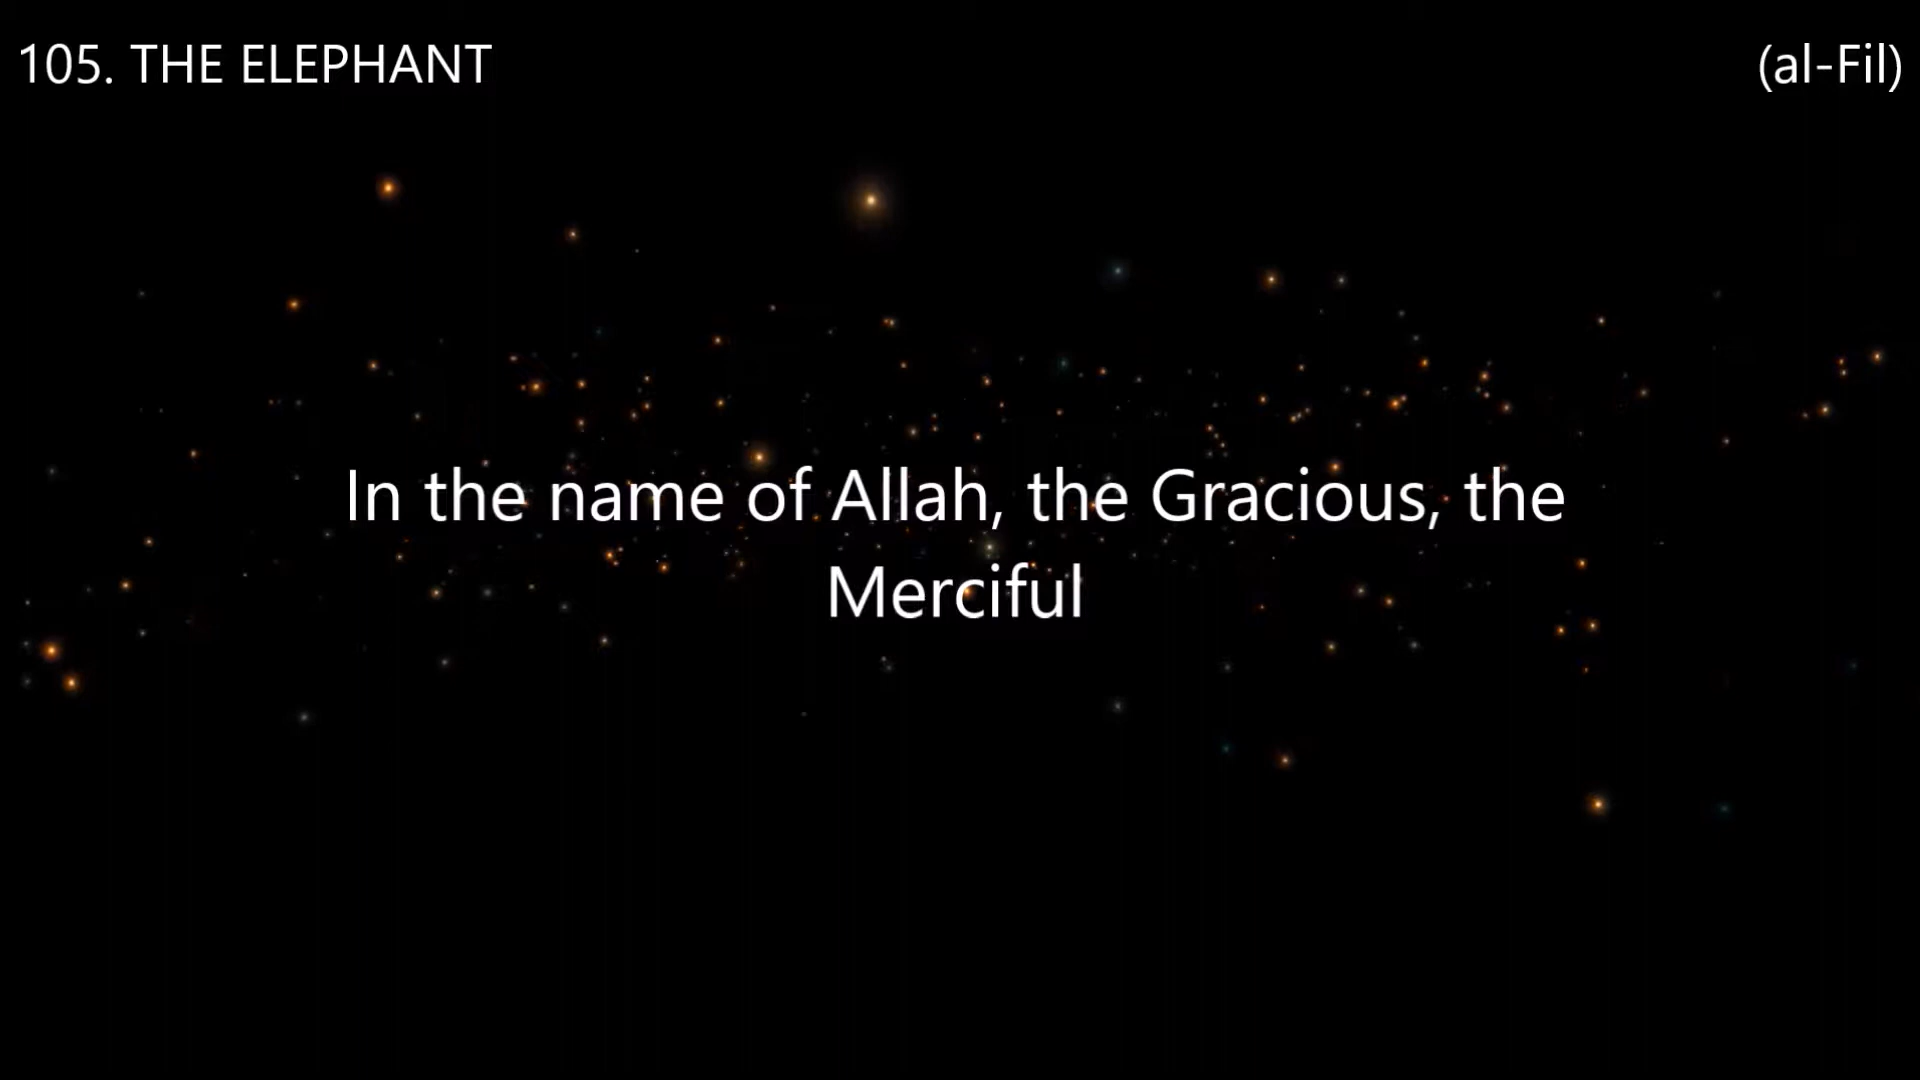 105. THE ELEPHANT
(al-Fil)
In the name of Allah, the Gracious, the
Merciful